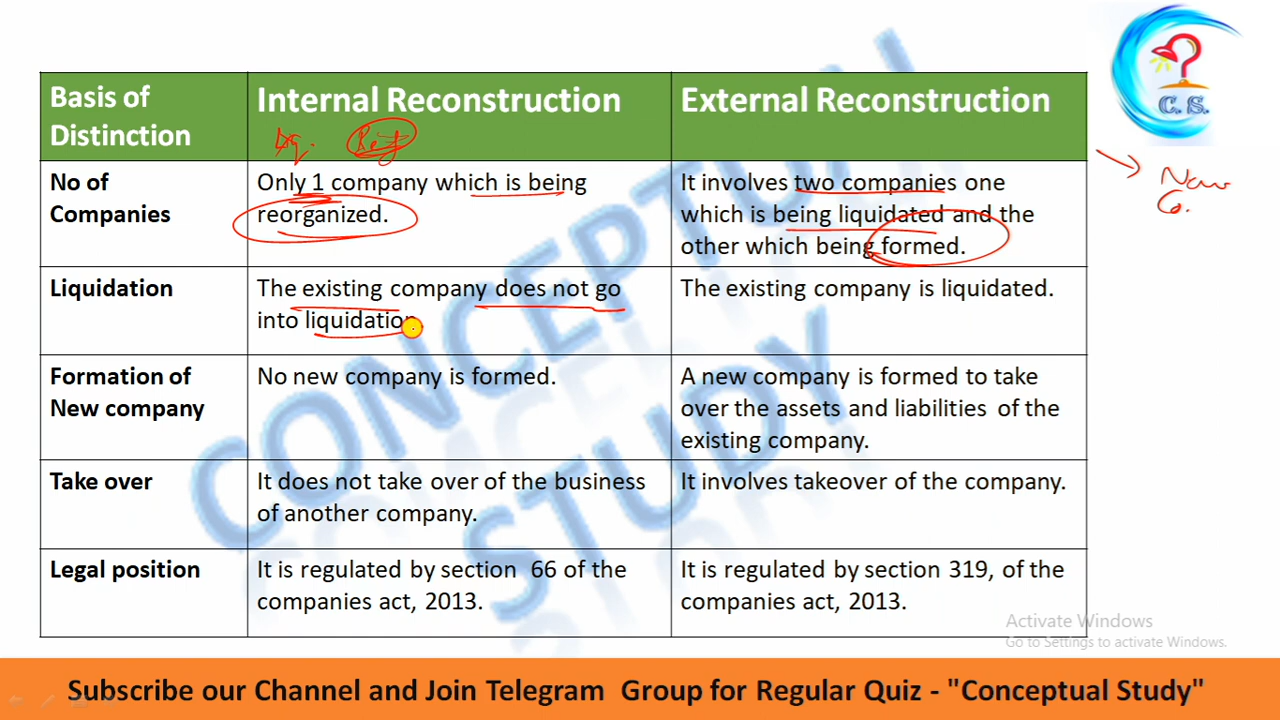 Basis of
Distinction
Internal Reconstruction
External Reconstruction
No of
Companies
Only 1 company which is being
reorganized.
It involves two companies one
which is being liquidated and the
other which being formed.
Liquidation
The existing company does not go
into liquidation
The existing company is liquidated.
Formation of
New company
No new company is formed.
A new company is formed to take
over the assets and liabilities of the
existing company.
Take over
It does not take over of the business
of another company.
It involves takeover of the company.
Legal position
It is regulated by section 66 of the
companies act, 2013.
It is regulated by section 319, of the
companies act, 2013.
C. S.
New
Co.
CONCEPTUAL
STUDY
Activate Windows
Go to Settings to activate Windows.
Subscribe our Channel and Join Telegram Group for Regular Quiz - "Conceptual Study"